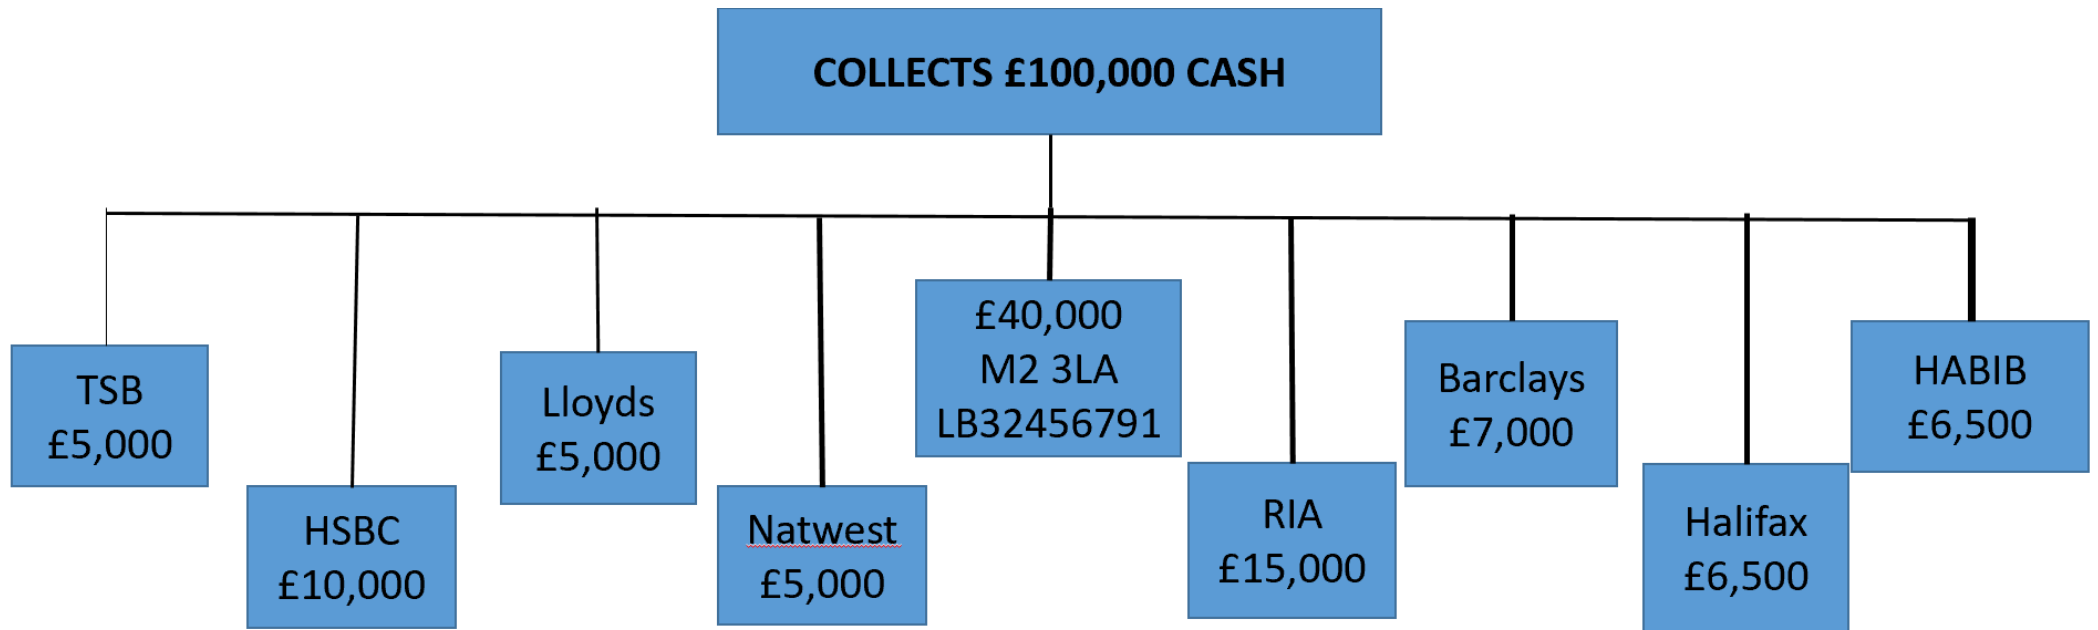 COLLECTS £100,000 CASH
TSB
£5,000
HSBC
£10,000
Lloyds
£5,000
Natwest
£5,000
£40,000
M2 3LA
LB32456791
RIA
£15,000
Barclays
£7,000
Halifax
£6,500
HABIB
£6,500